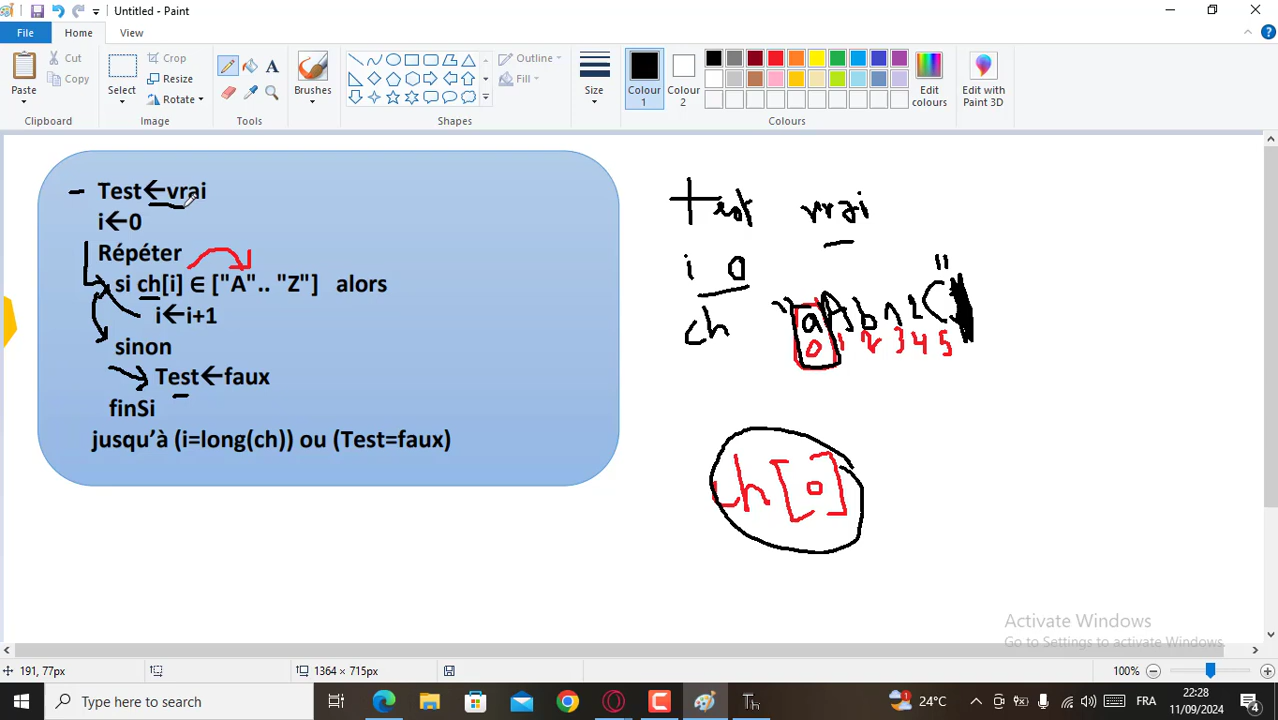 Untitled - Paint
File Home View
Paste
Cut
Copy
Clipboard
Select
Crop
Resize
Rotate
Image
A
Tools
Brushes
Shapes
Outline
Fill
Size
Colour 1
Colour 2
Edit colours
Edit with Paint 3D
Colours
Test←vrai
i←0
Répéter
si ch[i] ∈ ["A".. "Z"] alors
i←i+1
sinon
Test←faux
finSi
jusqu'à (i=long(ch)) ou (Test=faux)
Test vrai
i 0
ch
0 1 2 3 4 5
ch[0]
Activate Windows
Go to Settings to activate Windows.
191, 77px
1364 × 715px
100%
Type here to search
24°C
FRA
22:28
11/09/2024
4